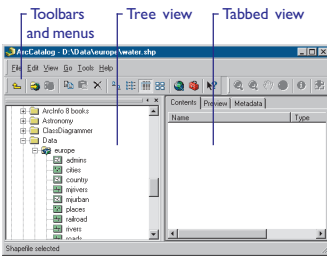 Toolbars and menus
Tree view
Tabbed view
ArcCatalog - D:\Data\europe\water.shp
File Edit View Go Tools Help
Contents Preview Metadata
Name Type
ArcInfo 8 books
Astronomy
ClassDiagrammer
Data
europe
admins
cities
country
mjrivers
mjurban
places
railroad
rivers
roads
Shapefile selected